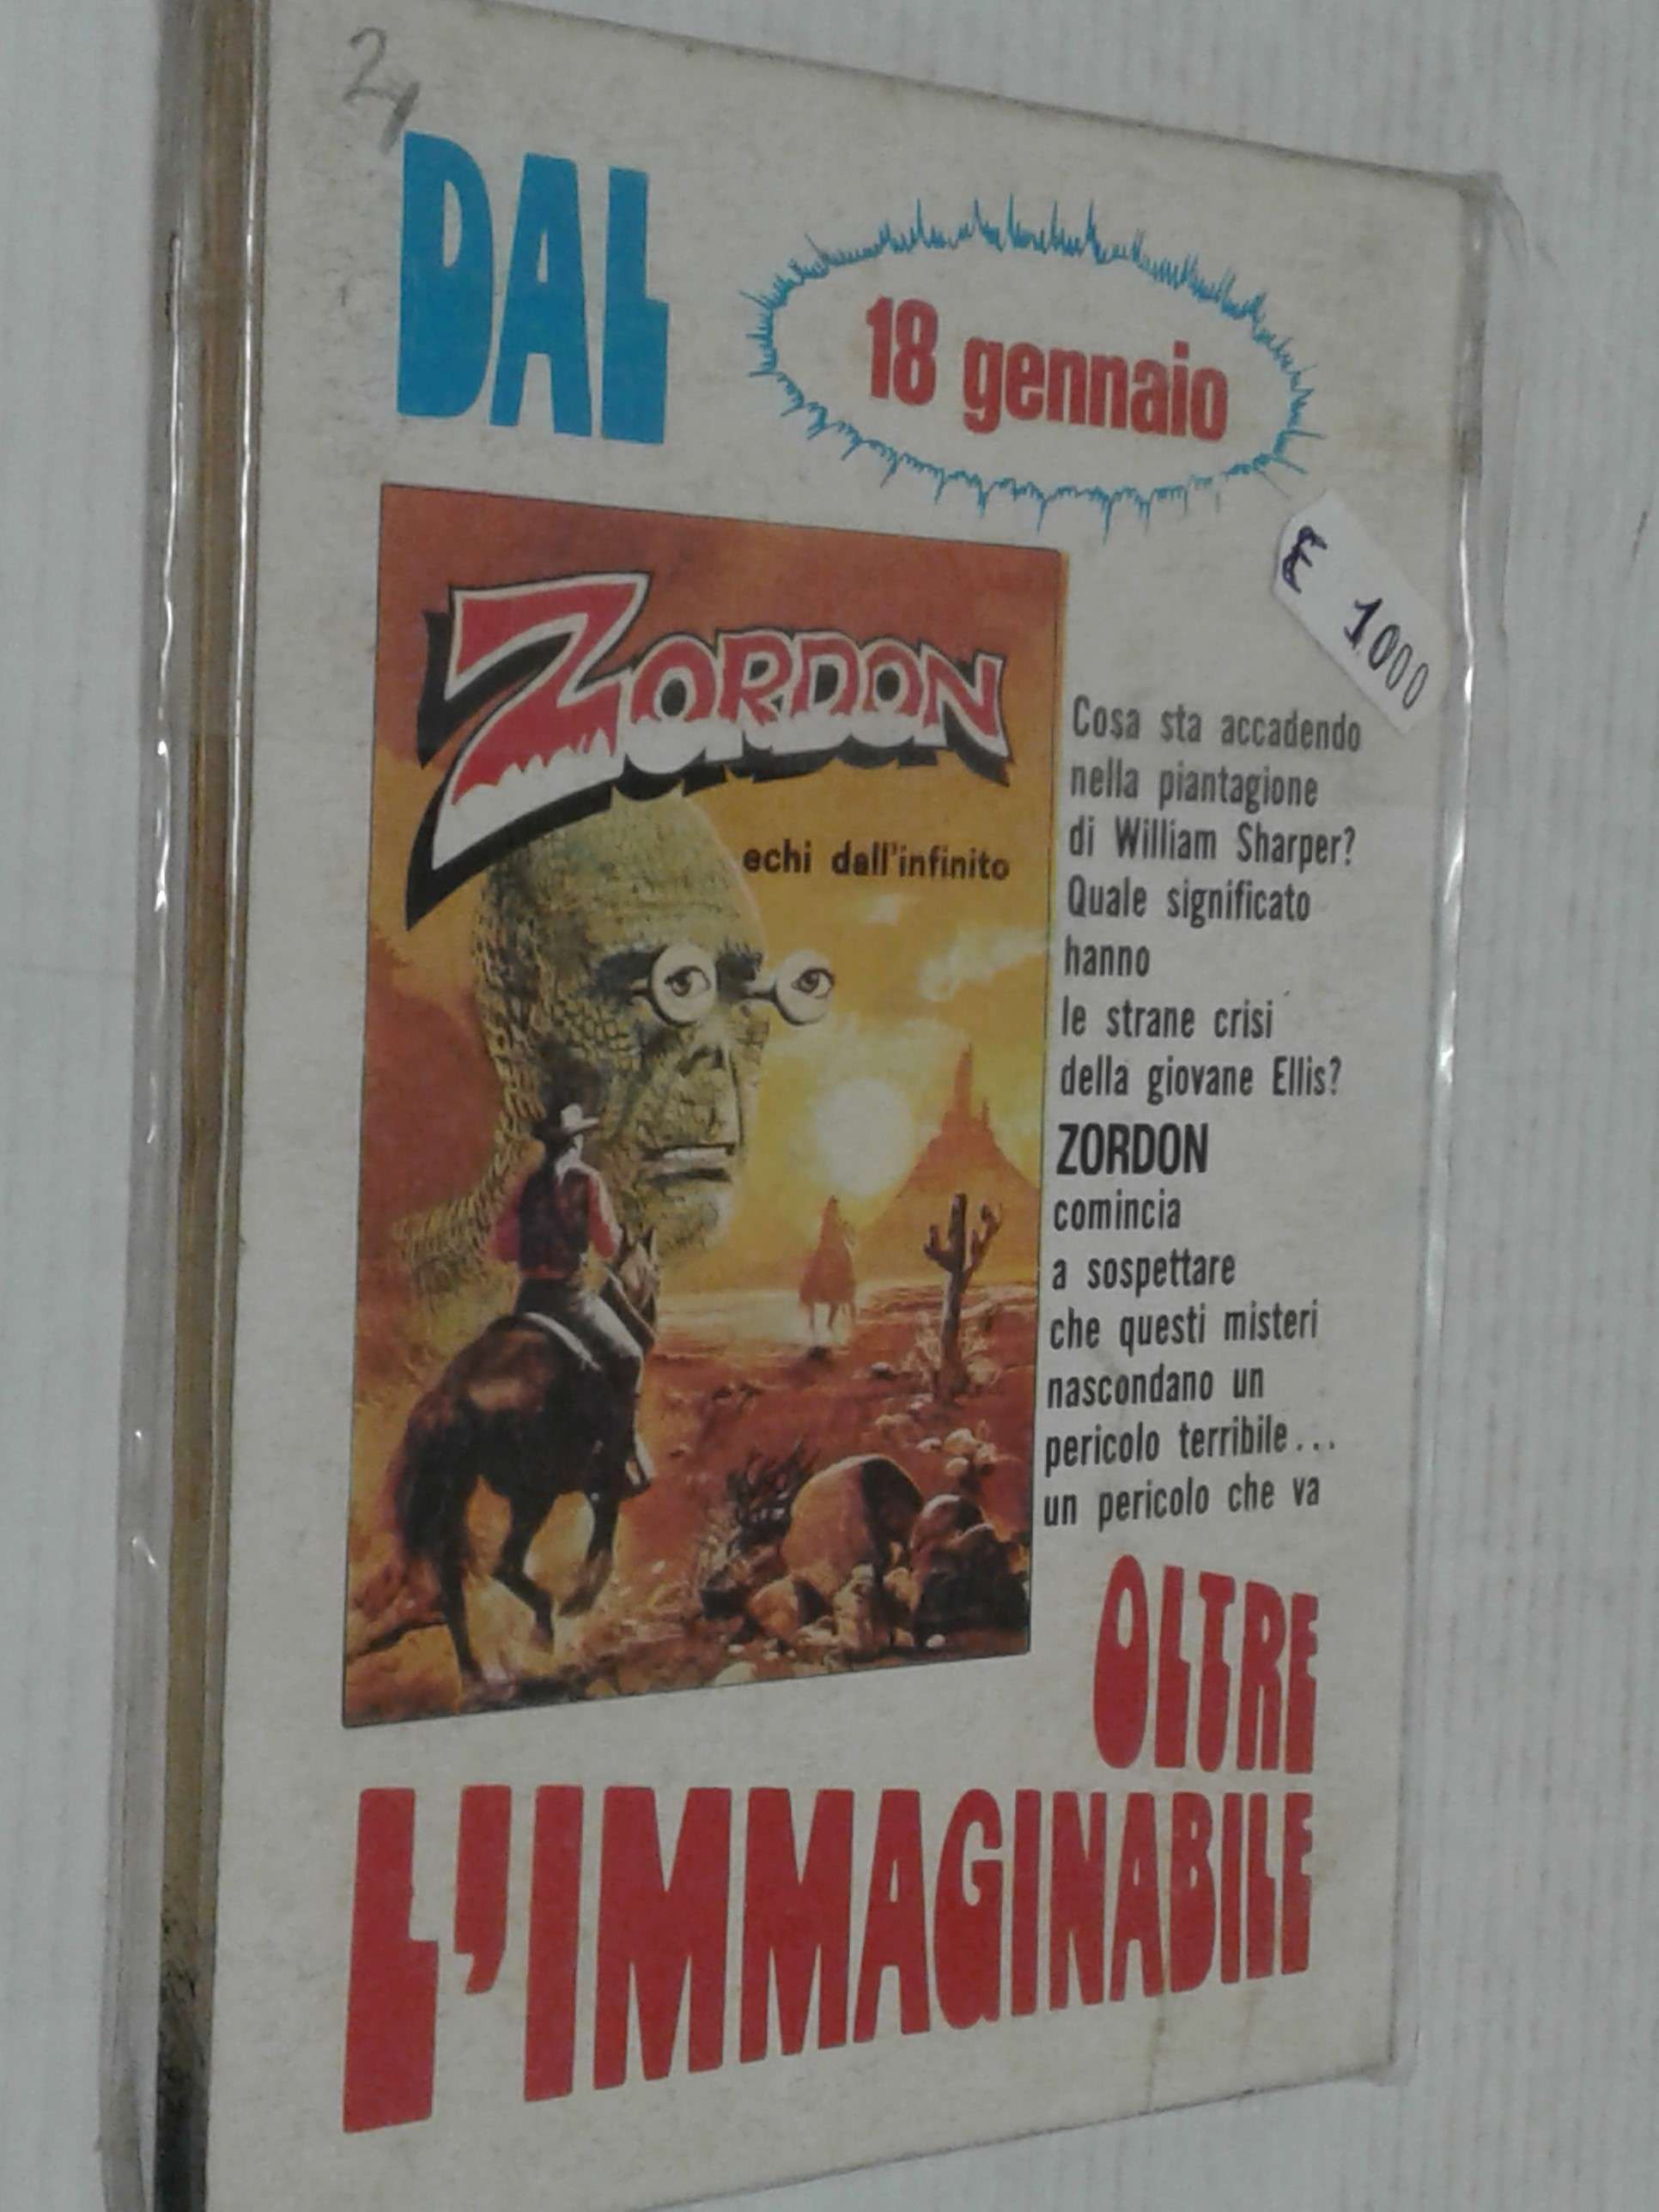 2
DAL
18 gennaio
£ 1000
ZORDON
echi dall'infinito
Cosa sta accadendo
nella piantagione
di William Sharper?
Quale significato
hanno
le strane crisi
della giovane Ellis?
ZORDON
comincia
a sospettare
che questi misteri
nascondano un
pericolo terribile...
un pericolo che va
OLTRE
L'IMMAGINABILE